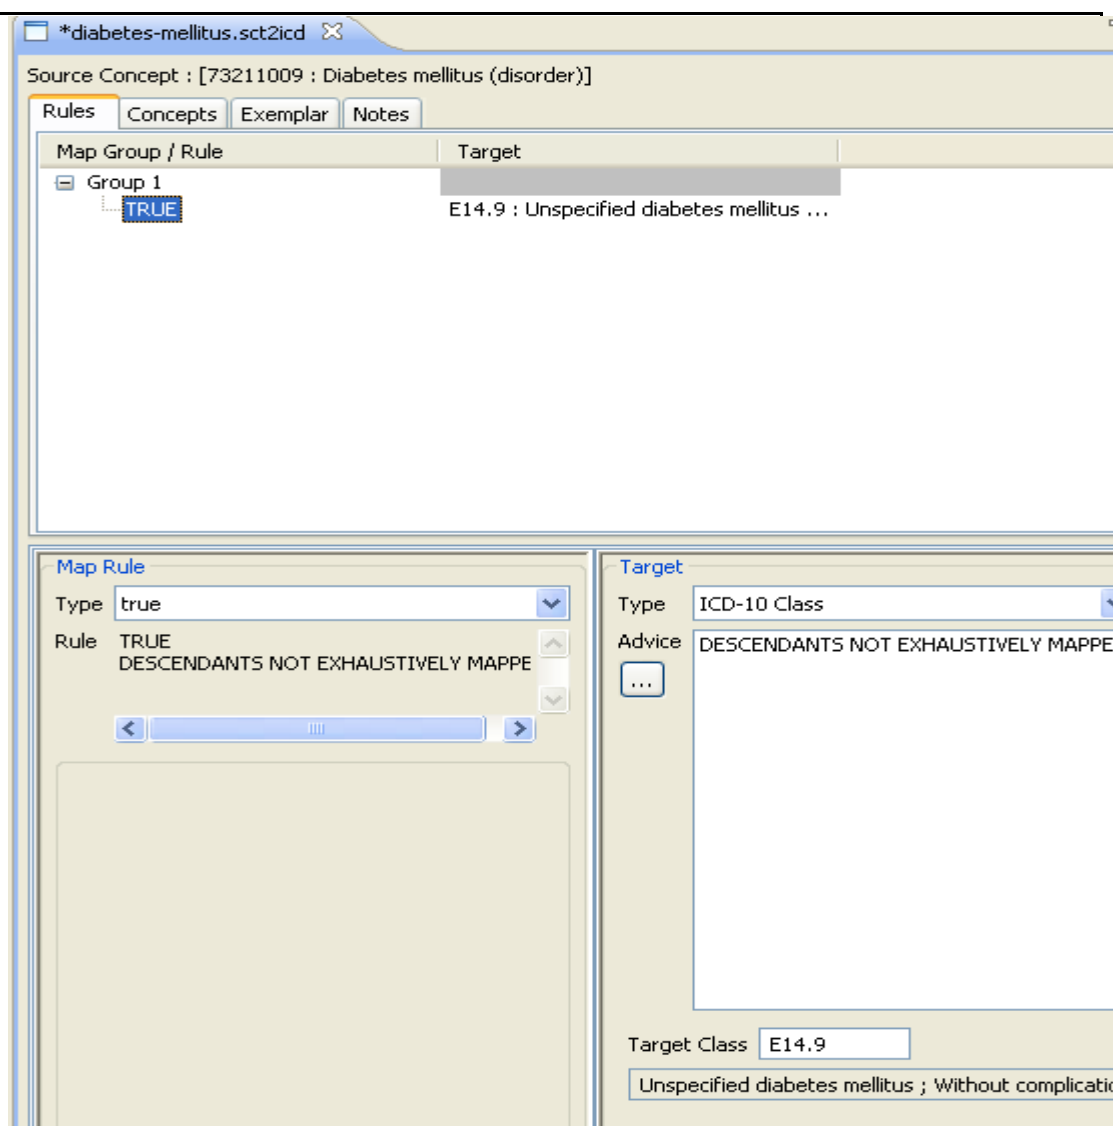 *diabetes-mellitus.sct2icd
Source Concept : [73211009 : Diabetes mellitus (disorder)]
Rules Concepts Exemplar Notes
Map Group / Rule Target
Group 1
TRUE E14.9 : Unspecified diabetes mellitus ...
Map Rule
Type true
Rule TRUE
DESCENDANTS NOT EXHAUSTIVELY MAPPE
Target
Type ICD-10 Class
Advice DESCENDANTS NOT EXHAUSTIVELY MAPPE
...
Target Class E14.9
Unspecified diabetes mellitus ; Without complicatio